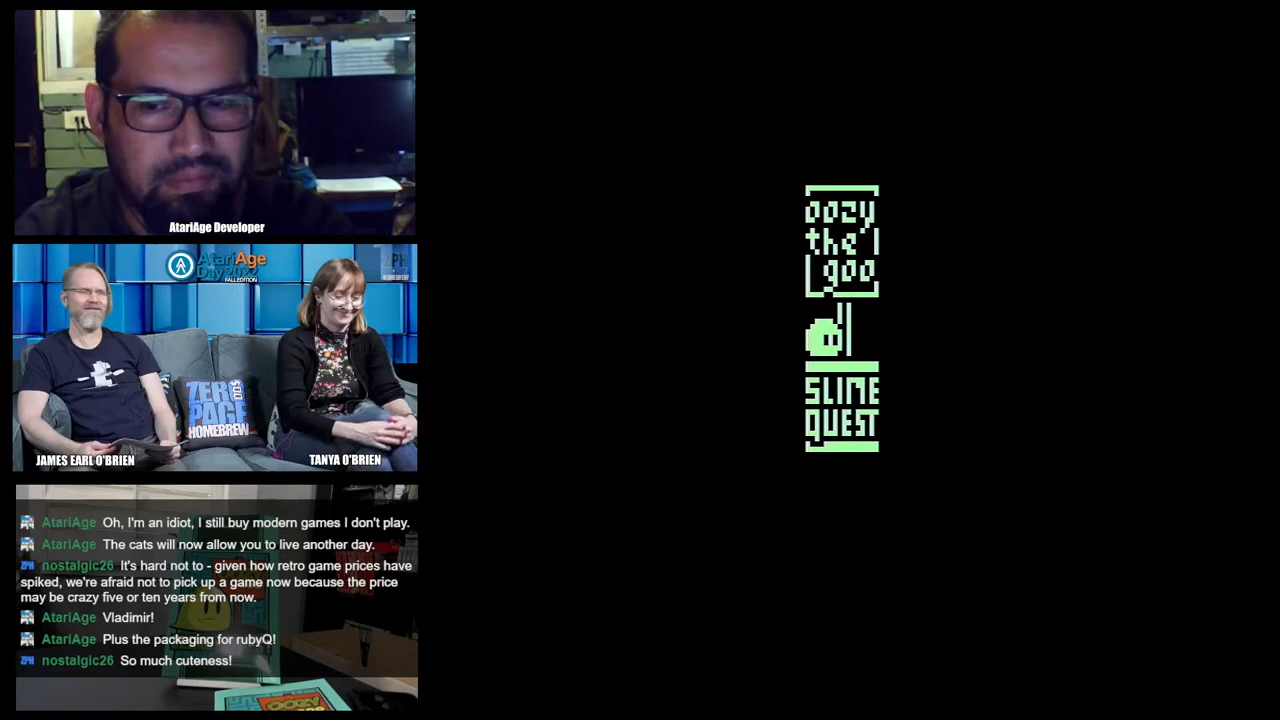 AtariAge Developer
AtariAge
Day 2022
FALL EDITION
ZPH
ZERO
PAGE
HOMEBREW
JAMES EARL O'BRIEN
TANYA O'BRIEN
AtariAge Oh, I'm an idiot, I still buy modern games I don't play.
AtariAge The cats will now allow you to live another day.
nostalgic26 It's hard not to - given how retro game prices have
spiked, we're afraid not to pick up a game now because the price
may be crazy five or ten years from now.
AtariAge Vladimir!
AtariAge Plus the packaging for rubyQ!
nostalgic26 So much cuteness!
oozy
the
goo
SLIME
QUEST